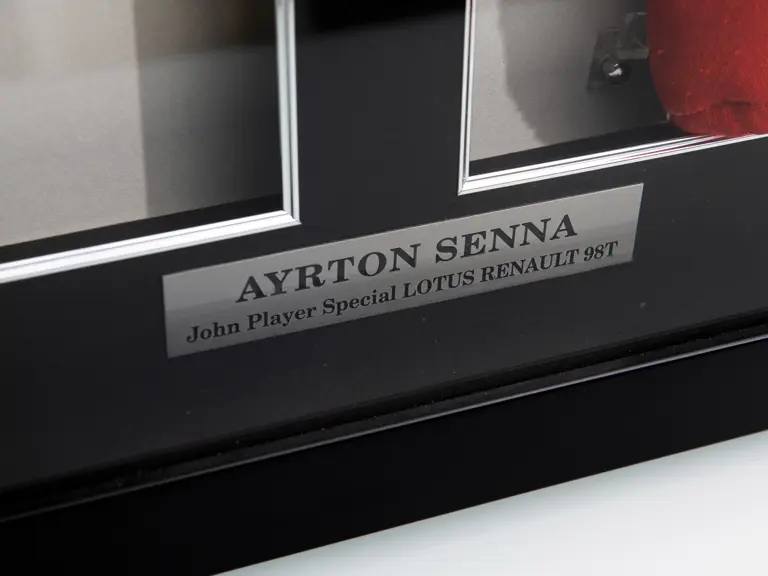 AYRTON SENNA
John Player Special LOTUS RENAULT 98T